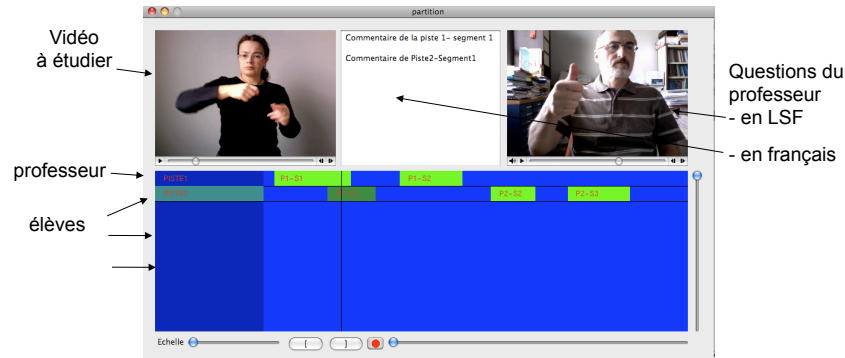 partition
Vidéo
à étudier
Commentaire de la piste 1- segment 1
Commentaire de Piste2-Segment1
Questions du
professeur
- en LSF
- en français
professeur
PISTE1
P1-S1
P1-S2
P2-S2
P2-S3
élèves
Echelle
[
]